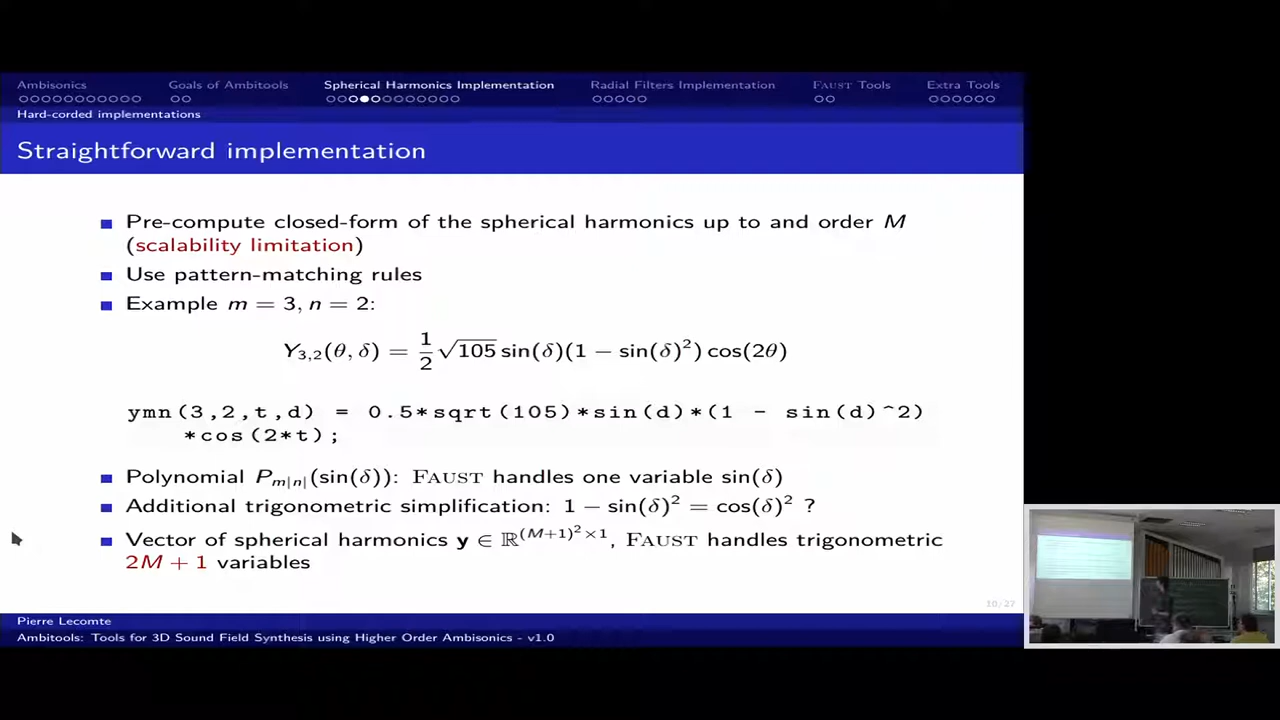 Ambisonics Goals of Ambitools Spherical Harmonics Implementation Radial Filters Implementation FAUST Tools Extra Tools
Hard-corded implementations
Straightforward implementation
Pre-compute closed-form of the spherical harmonics up to and order M
(scalability limitation)
Use pattern-matching rules
Example m = 3, n = 2:
Y₃,₂(θ, δ) = 1/2 √105 sin(δ)(1 − sin(δ)²) cos(2θ)
ymn(3,2,t,d) = 0.5*sqrt(105)*sin(d)*(1 - sin(d)^2)
*cos(2*t);
Polynomial Pm|n|(sin(δ)): FAUST handles one variable sin(δ)
Additional trigonometric simplification: 1 − sin(δ)² = cos(δ)² ?
Vector of spherical harmonics y ∈ ℝ^(M+1)²×1, FAUST handles trigonometric
2M + 1 variables
10/27
Pierre Lecomte
Ambitools: Tools for 3D Sound Field Synthesis using Higher Order Ambisonics - v1.0